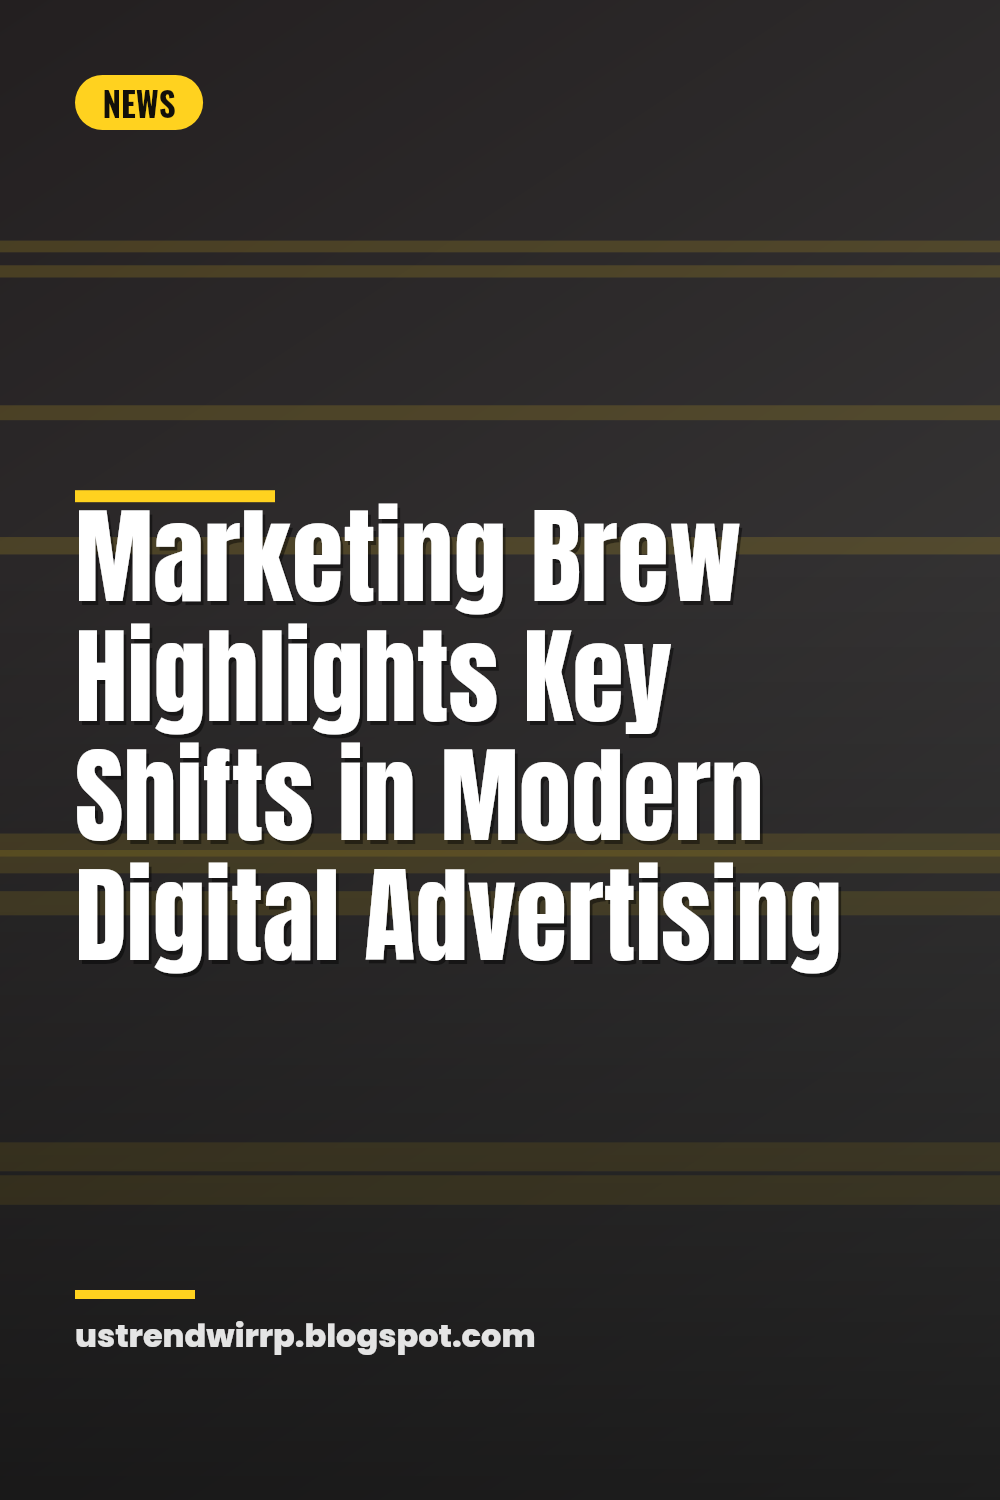 NEWS
Marketing Brew
Highlights Key
Shifts in Modern
Digital Advertising
ustrendwirrp.blogspot.com